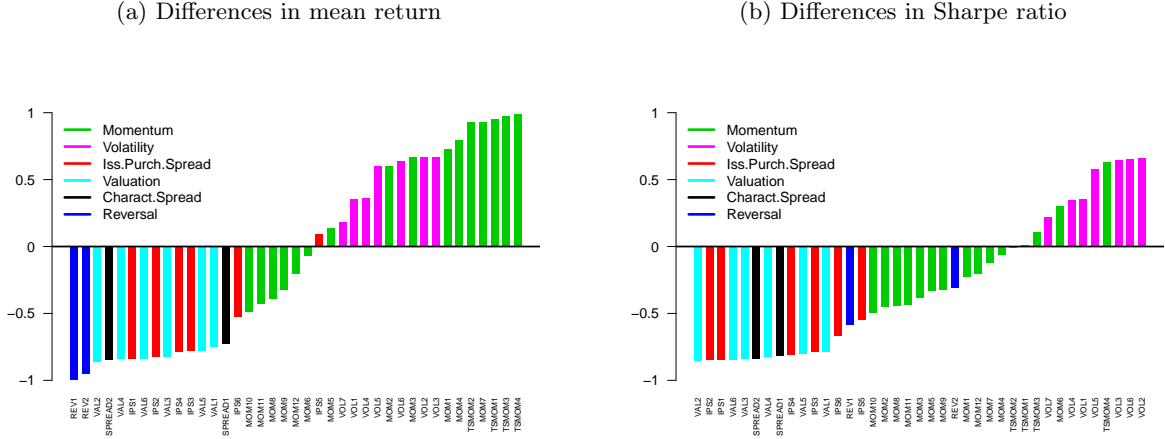 (a) Differences in mean return
1
0.5
0
−0.5
−1
Momentum
Volatility
Iss.Purch.Spread
Valuation
Charact.Spread
Reversal
REV1
REV2
VAL2
SPREAD2
VAL4
IPS1
VAL6
IPS2
VAL3
IPS4
IPS3
VAL5
VAL1
SPREAD1
IPS6
MOM10
MOM11
MOM8
MOM9
MOM12
MOM6
IPS5
MOM5
VOL7
VOL1
VOL4
VOL5
MOM2
VOL6
MOM3
VOL2
VOL3
MOM1
MOM4
TSMOM2
MOM7
TSMOM1
TSMOM3
TSMOM4
(b) Differences in Sharpe ratio
1
0.5
0
−0.5
−1
Momentum
Volatility
Iss.Purch.Spread
Valuation
Charact.Spread
Reversal
VAL2
IPS2
IPS1
VAL6
VAL3
SPREAD2
VAL4
SPREAD1
IPS4
VAL5
IPS3
VAL1
IPS6
REV1
IPS5
MOM10
MOM2
MOM8
MOM11
MOM3
MOM5
MOM9
REV2
MOM1
MOM12
MOM7
MOM4
TSMOM2
TSMOM1
TSMOM3
VOL7
MOM6
VOL4
VOL1
VOL5
TSMOM4
VOL3
VOL6
VOL2